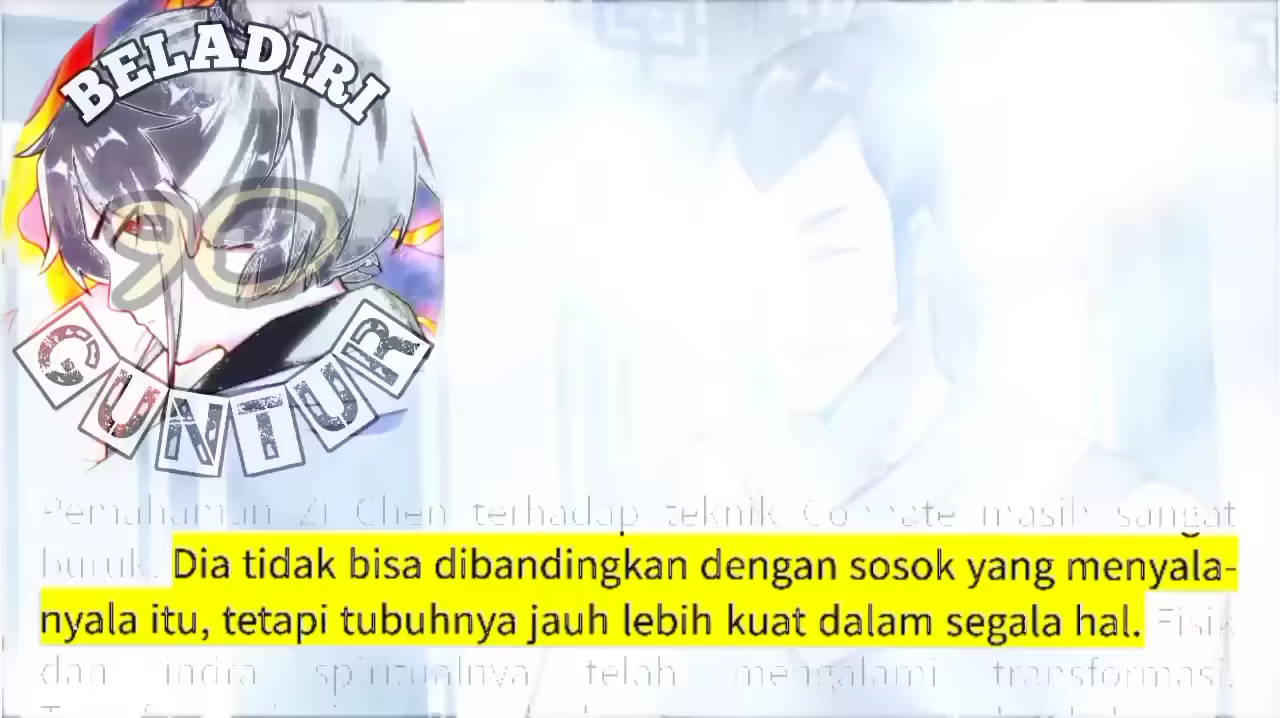 BELADIRI
GUNTUR
Pemahaman Zi Chen terhadap teknik masih sangat
buruk. Dia tidak bisa dibandingkan dengan sosok yang menyala-
nyala itu, tetapi tubuhnya jauh lebih kuat dalam segala hal. Fisik
dan indra spiritualnya telah mengalami transformasi.